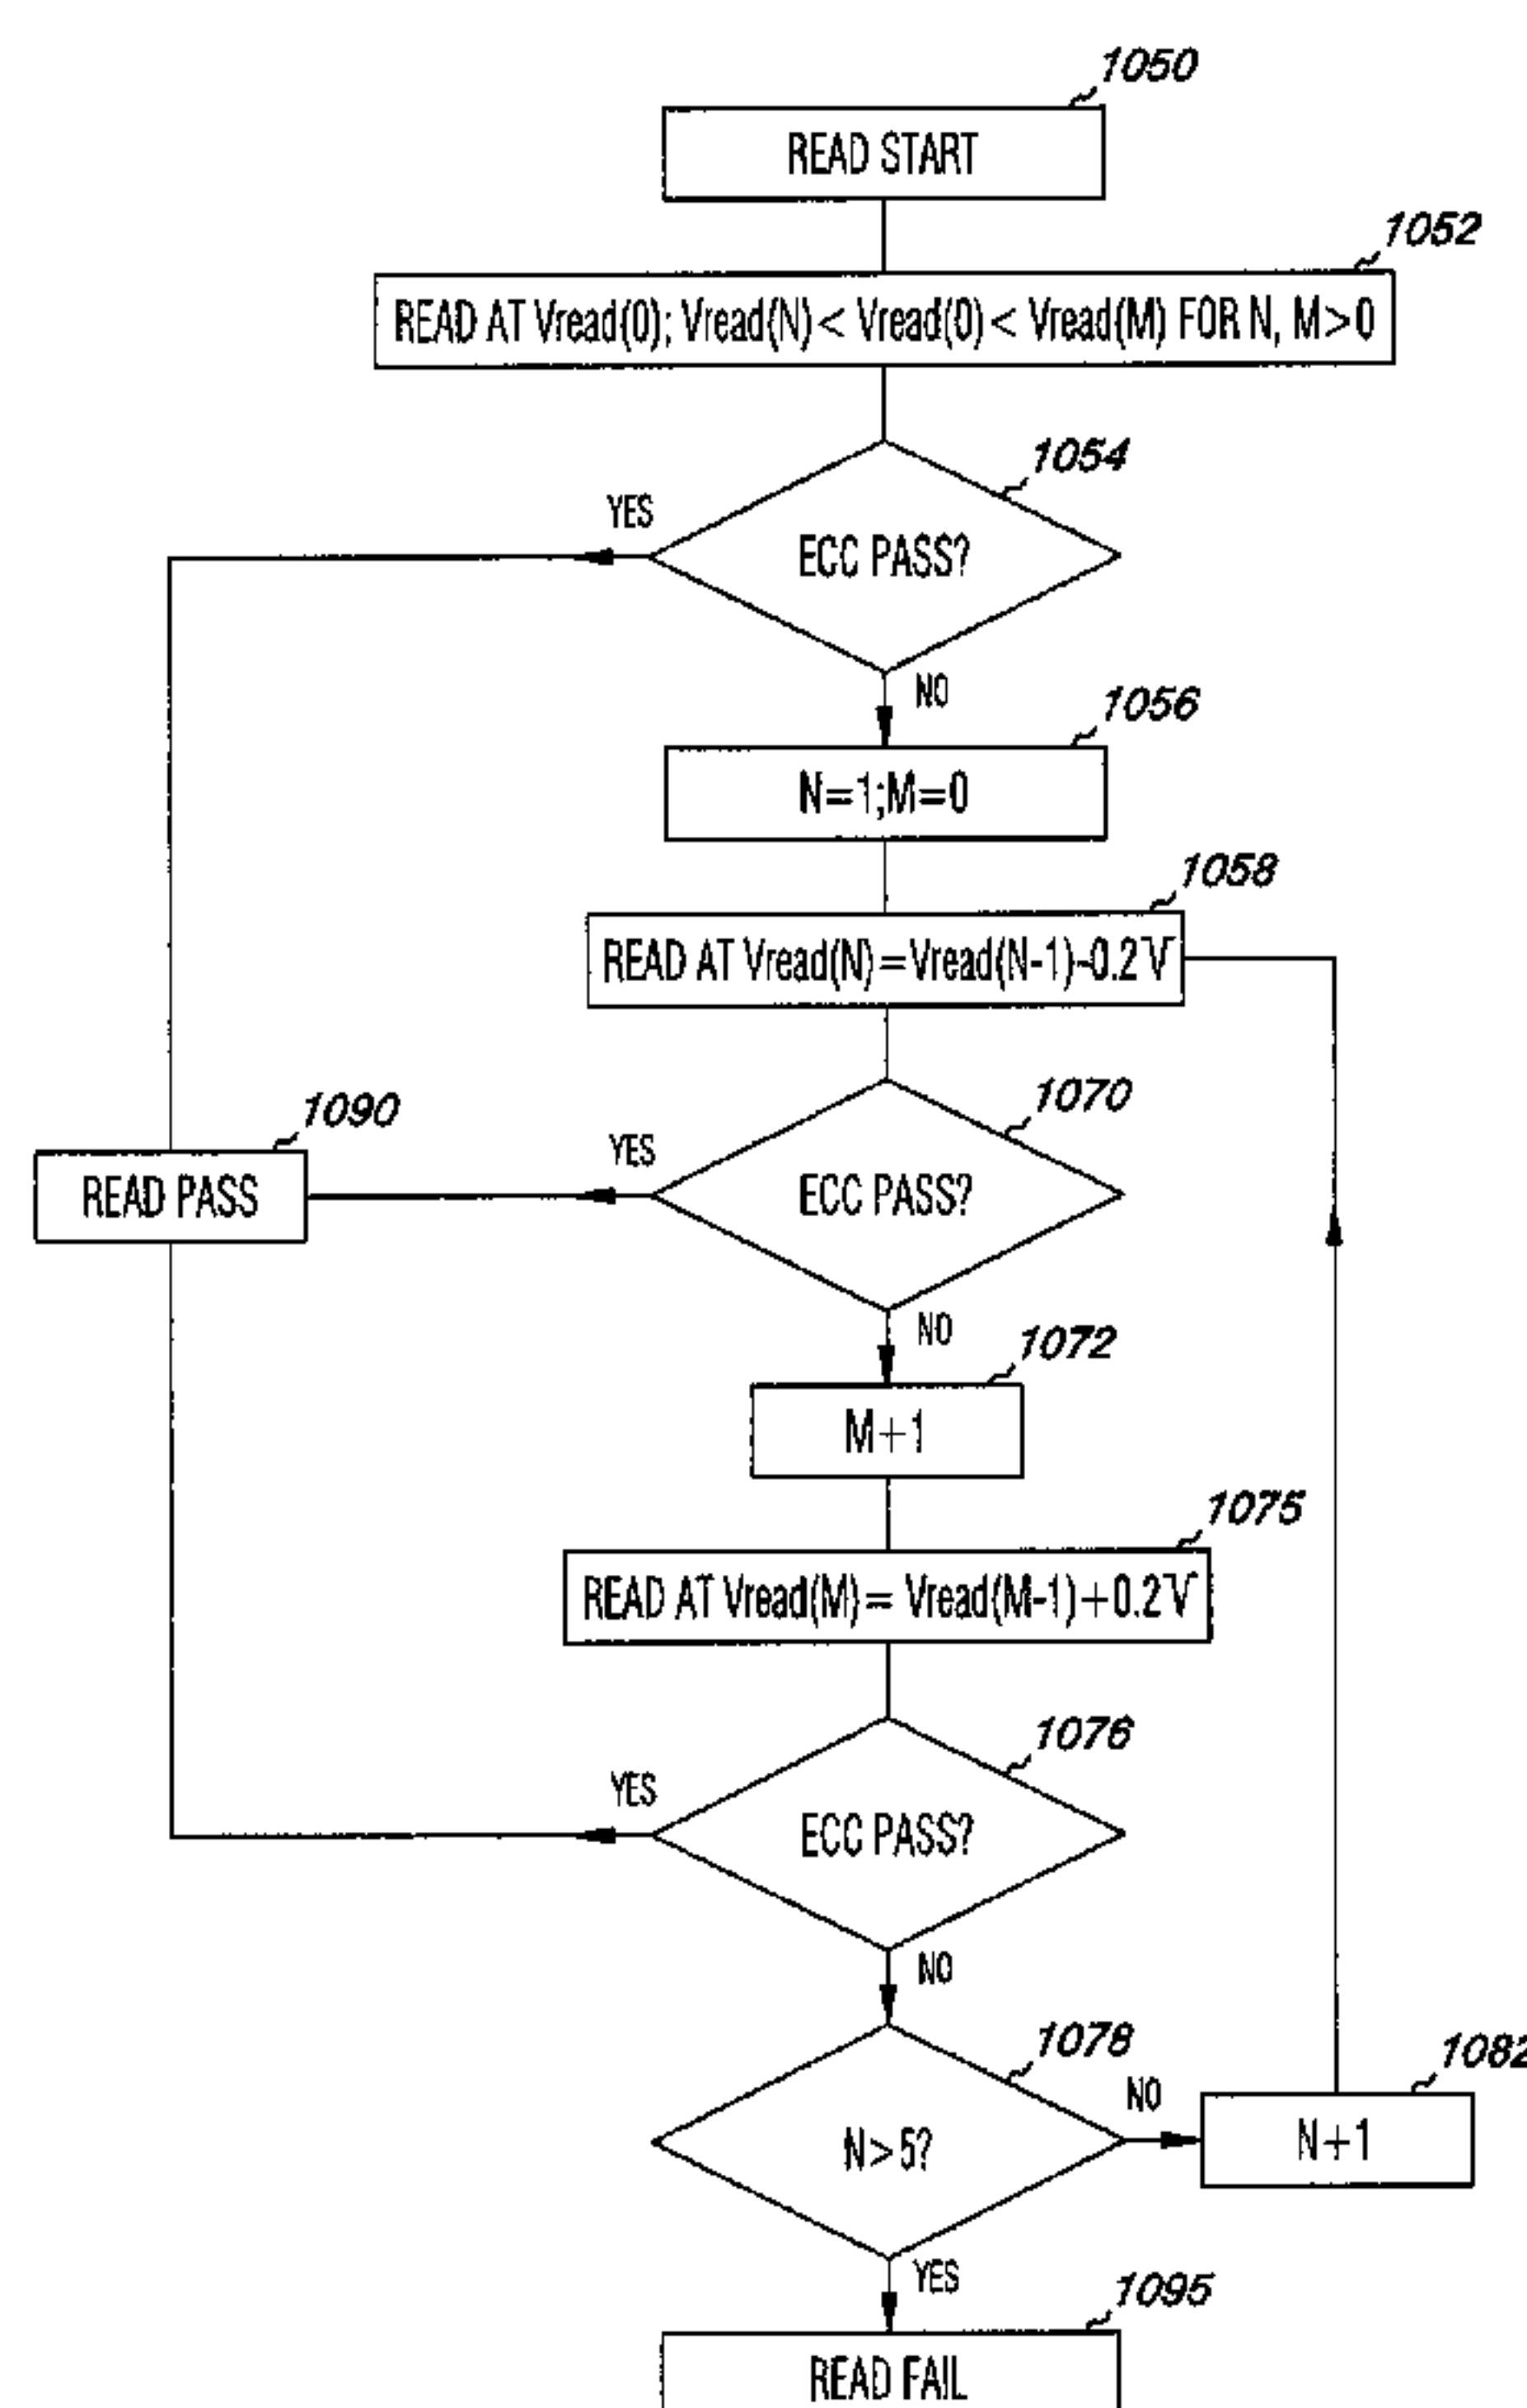 1050
READ START
1052
READ AT Vread(0); Vread(N) < Vread(0) < Vread(M) FOR N, M>0
1054
YES
ECC PASS?
NO
1056
N=1;M=0
1058
READ AT Vread(N)=Vread(N-1)-0.2V
1070
1090
YES
READ PASS
ECC PASS?
NO
1072
M+1
1075
READ AT Vread(M)= Vread(M-1)+0.2V
1076
YES
ECC PASS?
NO
1078
1082
NO
N>5?
N+1
YES
1095
READ FAIL